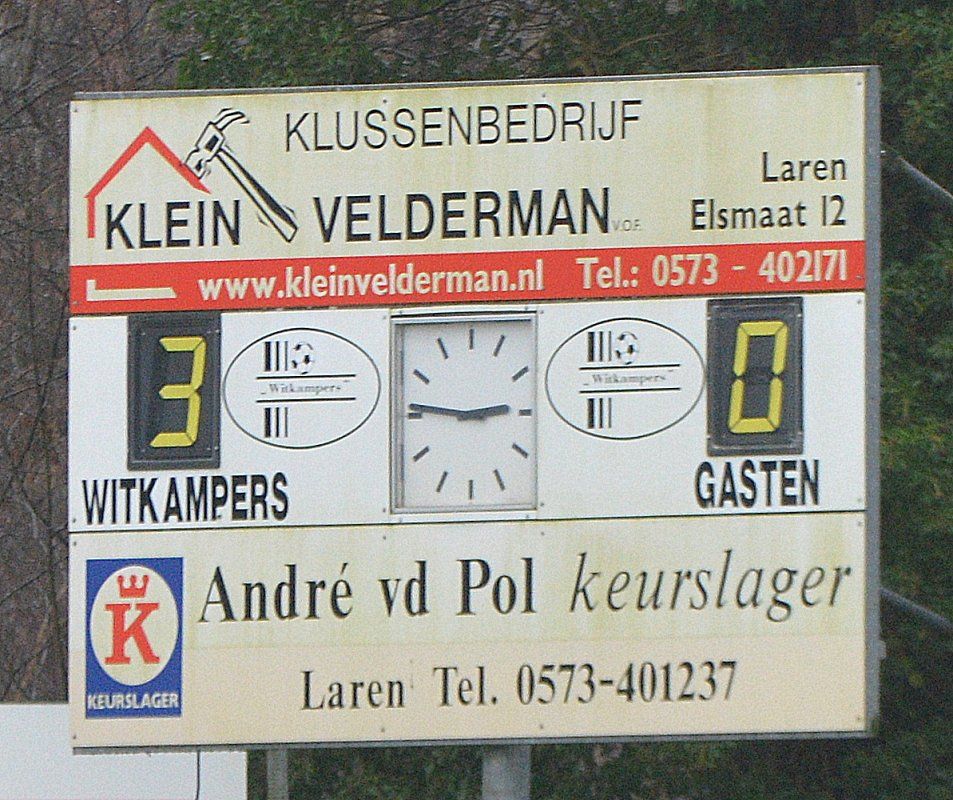 KLUSSENBEDRIJF
KLEIN VELDERMAN V.O.F.
Laren
Elsmaat 12
www.kleinvelderman.nl Tel.: 0573 - 402171
3 0
„Witkampers” „Witkampers”
WITKAMPERS GASTEN
André vd Pol keurslager
K
KEURSLAGER
Laren Tel. 0573-401237